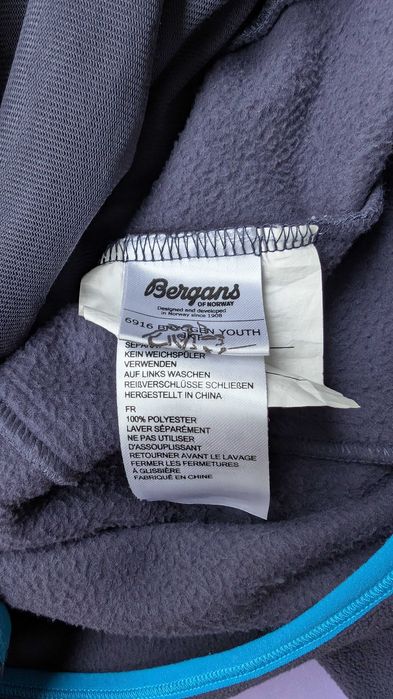 Bergans
OF NORWAY
Designed and developed
in Norway since 1908
6916 YOUTH
KEIN WEICHSPÜLER
VERWENDEN
AUF LINKS WASCHEN
REIßVERSCHLÜSSE SCHLIEßEN
HERGESTELLT IN CHINA
FR
100% POLYESTER
LAVER SÉPARÉMENT
NE PAS UTILISER
D'ASSOUPLISSANT
RETOURNER AVANT LE LAVAGE
FERMER LES FERMETURES
À GLISSIÈRE
FABRIQUÉ EN CHINE